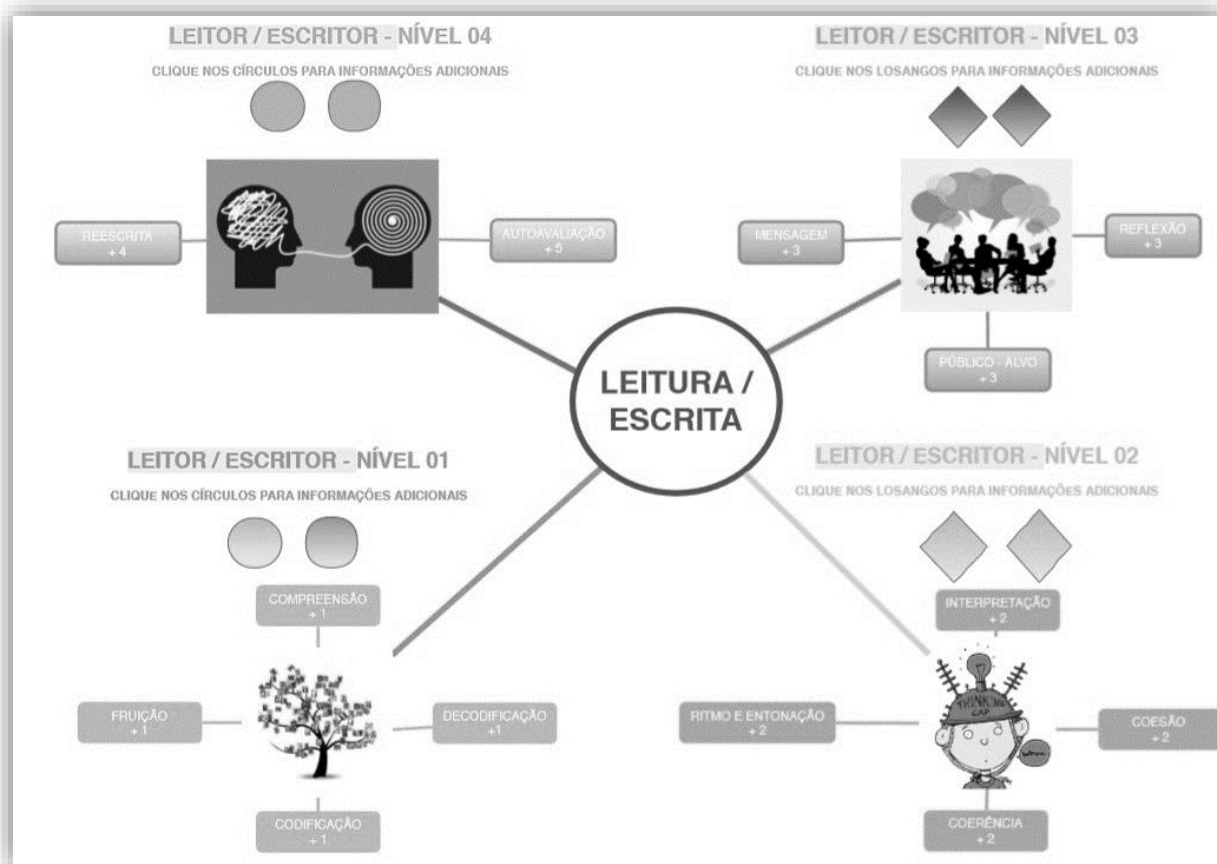 LEITOR / ESCRITOR - NÍVEL 04
CLIQUE NOS CÍRCULOS PARA INFORMAÇÕES ADICIONAIS
REESCRITA
+ 4
AUTOAVALIAÇÃO
+ 5
LEITOR / ESCRITOR - NÍVEL 03
CLIQUE NOS LOSANGOS PARA INFORMAÇÕES ADICIONAIS
MENSAGEM
+ 3
REFLEXÃO
+ 3
PÚBLICO - ALVO
+ 3
LEITURA /
ESCRITA
LEITOR / ESCRITOR - NÍVEL 01
CLIQUE NOS CÍRCULOS PARA INFORMAÇÕES ADICIONAIS
COMPREENSÃO
+ 1
FRUIÇÃO
+ 1
DECODIFICAÇÃO
+1
CODIFICAÇÃO
+ 1
LEITOR / ESCRITOR - NÍVEL 02
CLIQUE NOS LOSANGOS PARA INFORMAÇÕES ADICIONAIS
INTERPRETAÇÃO
+ 2
THINKING
CAP
RITMO E ENTONAÇÃO
+ 2
COESÃO
+ 2
COERÊNCIA
+ 2